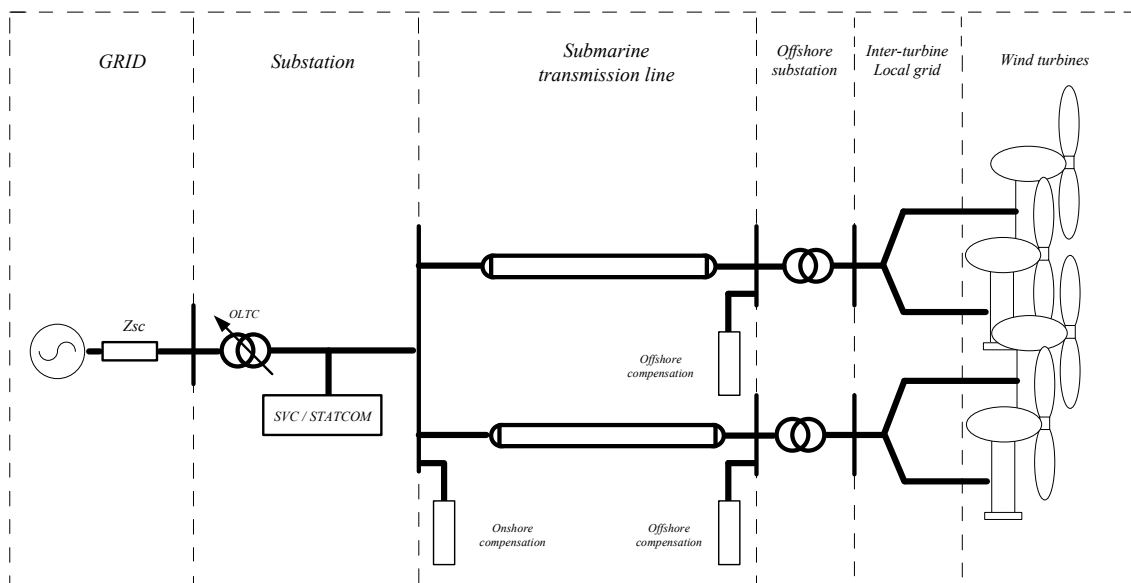 GRID
Substation
Submarine
transmission line
Offshore
substation
Inter-turbine
Local grid
Wind turbines
Zsc
OLTC
SVC / STATCOM
Offshore
compensation
Onshore
compensation
Offshore
compensation